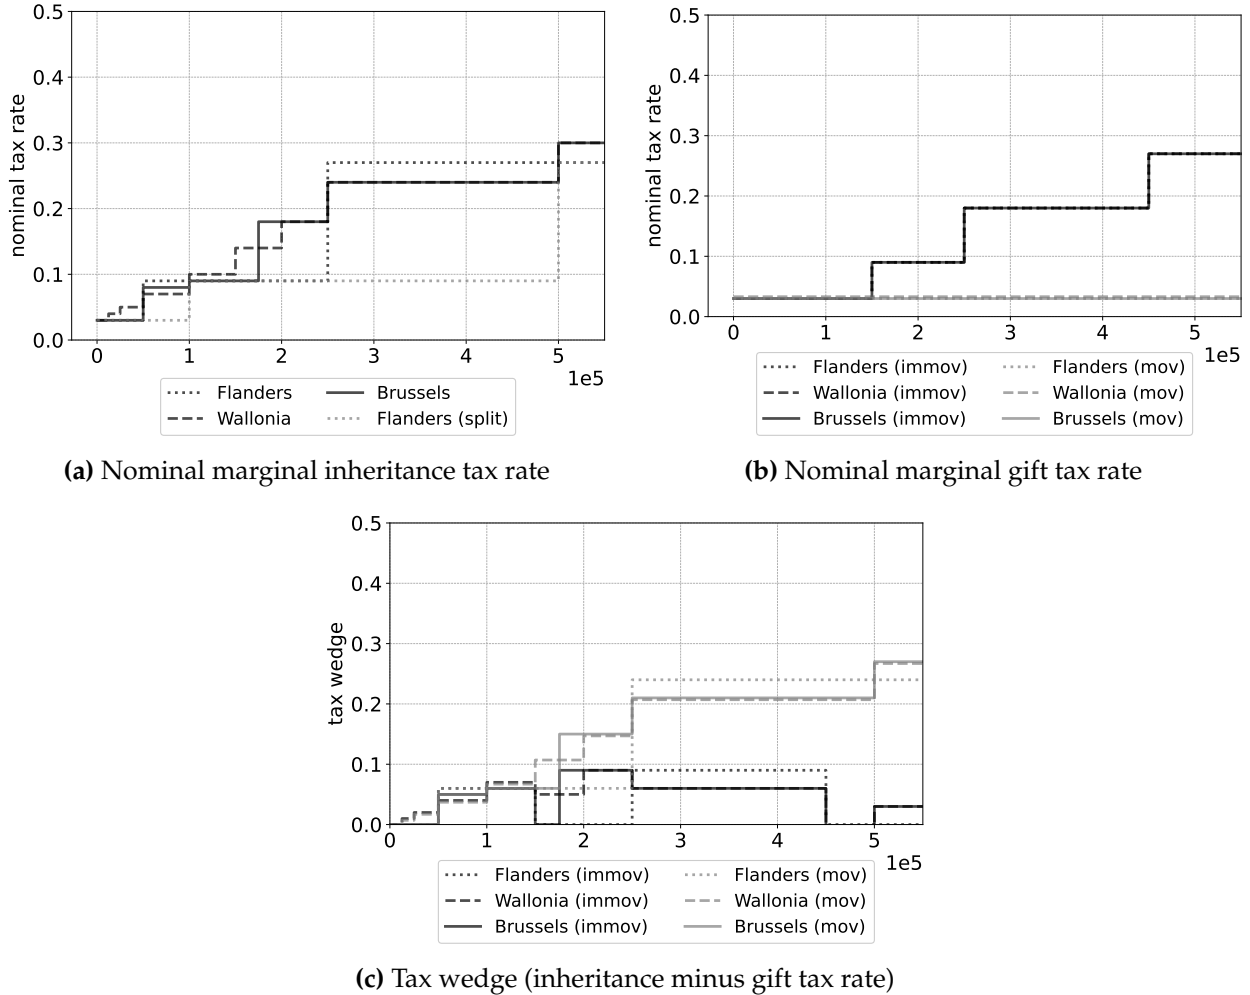 0.5
0.4
0.3
0.2
0.1
0.0
nominal tax rate
0 1 2 3 4 5
1e5
Flanders Brussels
Wallonia Flanders (split)
(a) Nominal marginal inheritance tax rate
0.5
0.4
0.3
0.2
0.1
0.0
nominal tax rate
0 1 2 3 4 5
1e5
Flanders (immov) Flanders (mov)
Wallonia (immov) Wallonia (mov)
Brussels (immov) Brussels (mov)
(b) Nominal marginal gift tax rate
0.5
0.4
0.3
0.2
0.1
0.0
tax wedge
0 1 2 3 4 5
1e5
Flanders (immov) Flanders (mov)
Wallonia (immov) Wallonia (mov)
Brussels (immov) Brussels (mov)
(c) Tax wedge (inheritance minus gift tax rate)